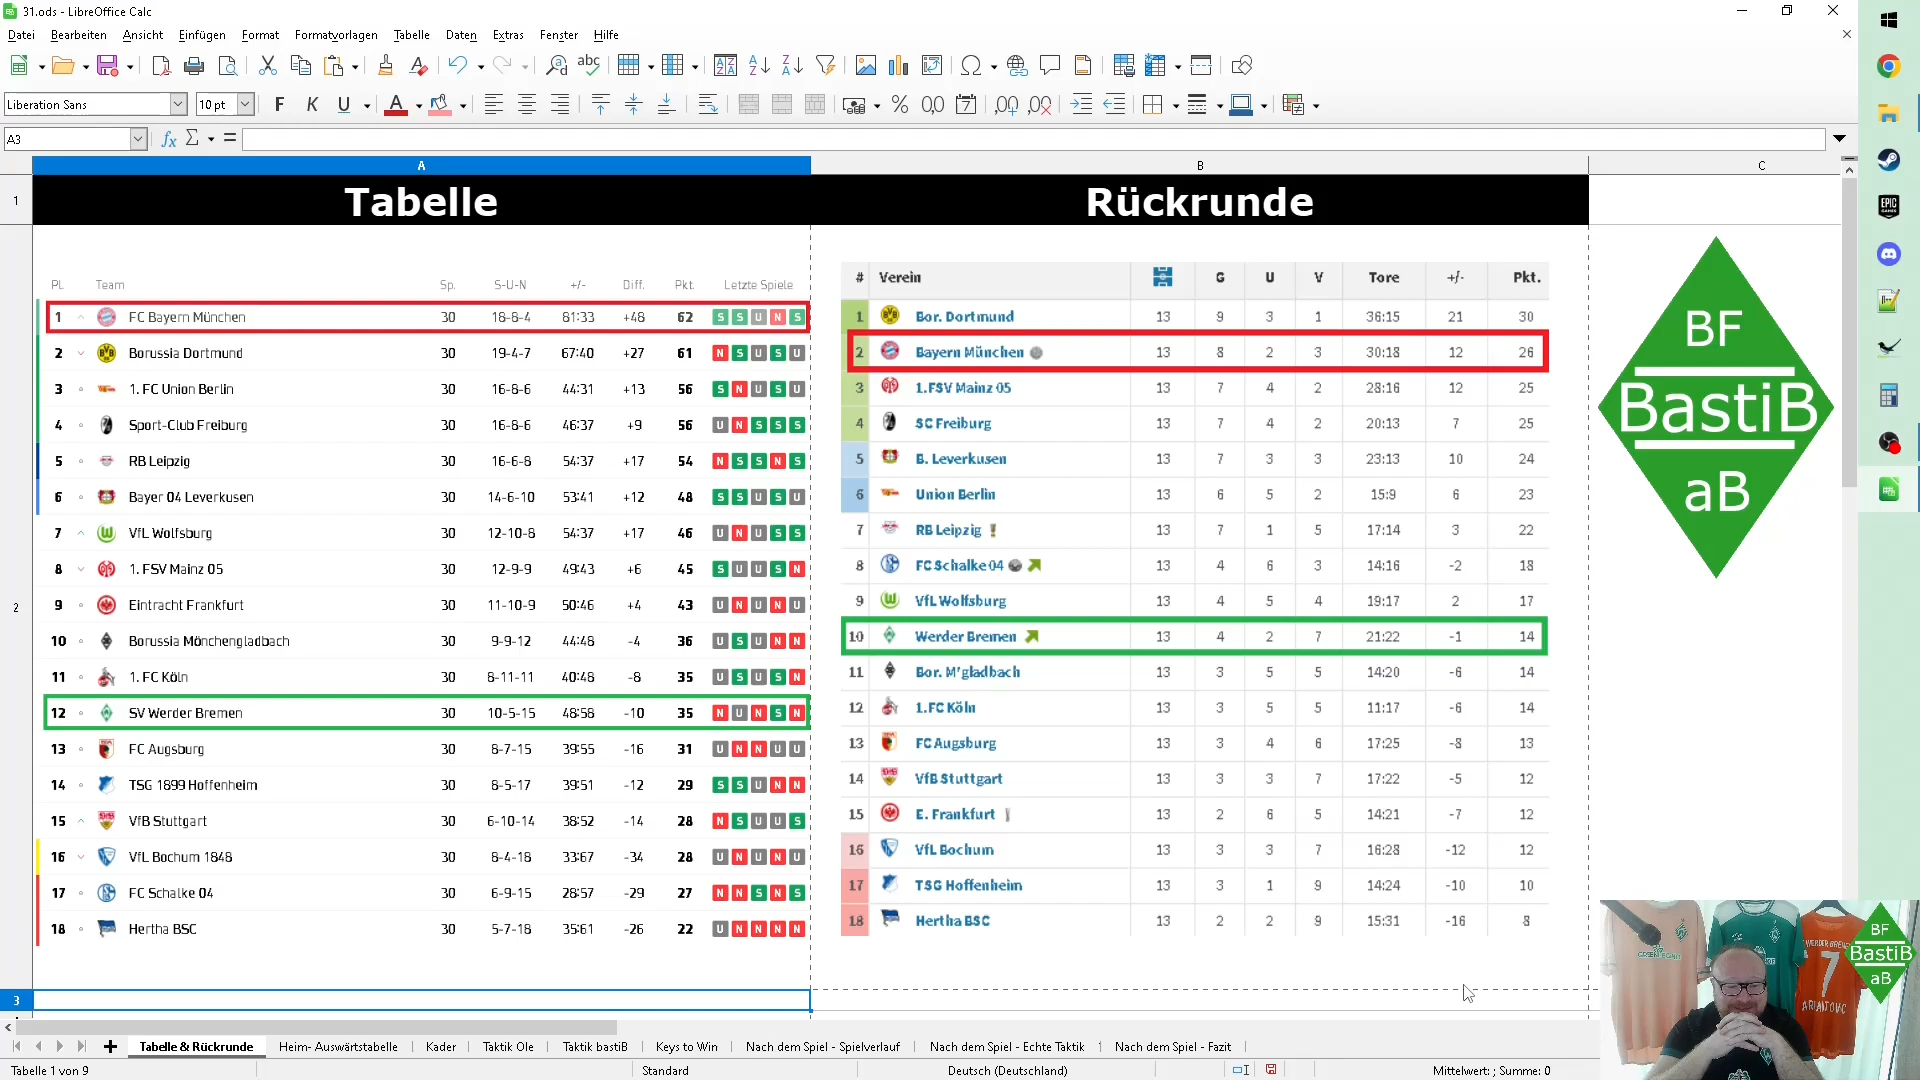 31.ods - LibreOffice Calc
Datei Bearbeiten Ansicht Einfügen Format Formatvorlagen Tabelle Daten Extras Fenster Hilfe
Liberation Sans 10 pt F K U
A3
A B C
1 Tabelle Rückrunde
Pl. Team Sp. S-U-N +/- Diff. Pkt. Letzte Spiele
1 FC Bayern München 30 18-8-4 81:33 +48 62 S S U N S
2 Borussia Dortmund 30 19-4-7 67:40 +27 61 N S U S U
3 1. FC Union Berlin 30 16-8-6 44:31 +13 56 S N U S U
4 Sport-Club Freiburg 30 16-8-6 46:37 +9 56 U N S S S
5 RB Leipzig 30 16-6-8 54:37 +17 54 N S S N S
6 Bayer 04 Leverkusen 30 14-6-10 53:41 +12 48 S S U S U
7 VfL Wolfsburg 30 12-10-8 54:37 +17 46 U N U S S
8 1. FSV Mainz 05 30 12-9-9 49:43 +6 45 S U U S N
9 Eintracht Frankfurt 30 11-10-9 50:46 +4 43 U N U N U
10 Borussia Mönchengladbach 30 9-9-12 44:48 -4 36 U S U N N
11 1. FC Köln 30 8-11-11 40:48 -8 35 U S U S N
12 SV Werder Bremen 30 10-5-15 48:58 -10 35 N U N S N
13 FC Augsburg 30 8-7-15 39:55 -16 31 U N N U U
14 TSG 1899 Hoffenheim 30 8-5-17 39:51 -12 29 S S U N N
15 VfB Stuttgart 30 6-10-14 38:52 -14 28 N S U U S
16 VfL Bochum 1848 30 8-4-18 33:67 -34 28 U N U N U
17 FC Schalke 04 30 6-9-15 28:57 -29 27 N N S N S
18 Hertha BSC 30 5-7-18 35:61 -26 22 U N N N N
# Verein G U V Tore +/- Pkt.
1 Bor. Dortmund 13 9 3 1 36:15 21 30
2 Bayern München 13 8 2 3 30:18 12 26
3 1.FSV Mainz 05 13 7 4 2 28:16 12 25
4 SC Freiburg 13 7 4 2 20:13 7 25
5 B. Leverkusen 13 7 3 3 23:13 10 24
6 Union Berlin 13 6 5 2 15:9 6 23
7 RB Leipzig 13 7 1 5 17:14 3 22
8 FC Schalke 04 13 4 6 3 14:16 -2 18
9 VfL Wolfsburg 13 4 5 4 19:17 2 17
10 Werder Bremen 13 4 2 7 21:22 -1 14
11 Bor. M'gladbach 13 3 5 5 14:20 -6 14
12 1.FC Köln 13 3 5 5 11:17 -6 14
13 FC Augsburg 13 3 4 6 17:25 -8 13
14 VfB Stuttgart 13 3 3 7 17:22 -5 12
15 E. Frankfurt 13 2 6 5 14:21 -7 12
16 VfL Bochum 13 3 3 7 16:28 -12 12
17 TSG Hoffenheim 13 3 1 9 14:24 -10 10
18 Hertha BSC 13 2 2 9 15:31 -16 8
BF
BastiB
aB
2
3
BF
BastiB
aB
7
Tabelle & Rückrunde Heim- Auswärtstabelle Kader Taktik Ole Taktik bastiB Keys to Win Nach dem Spiel - Spielverlauf Nach dem Spiel - Echte Taktik Nach dem Spiel - Fazit
Tabelle 1 von 9 Standard Deutsch (Deutschland) Mittelwert: ; Summe: 0